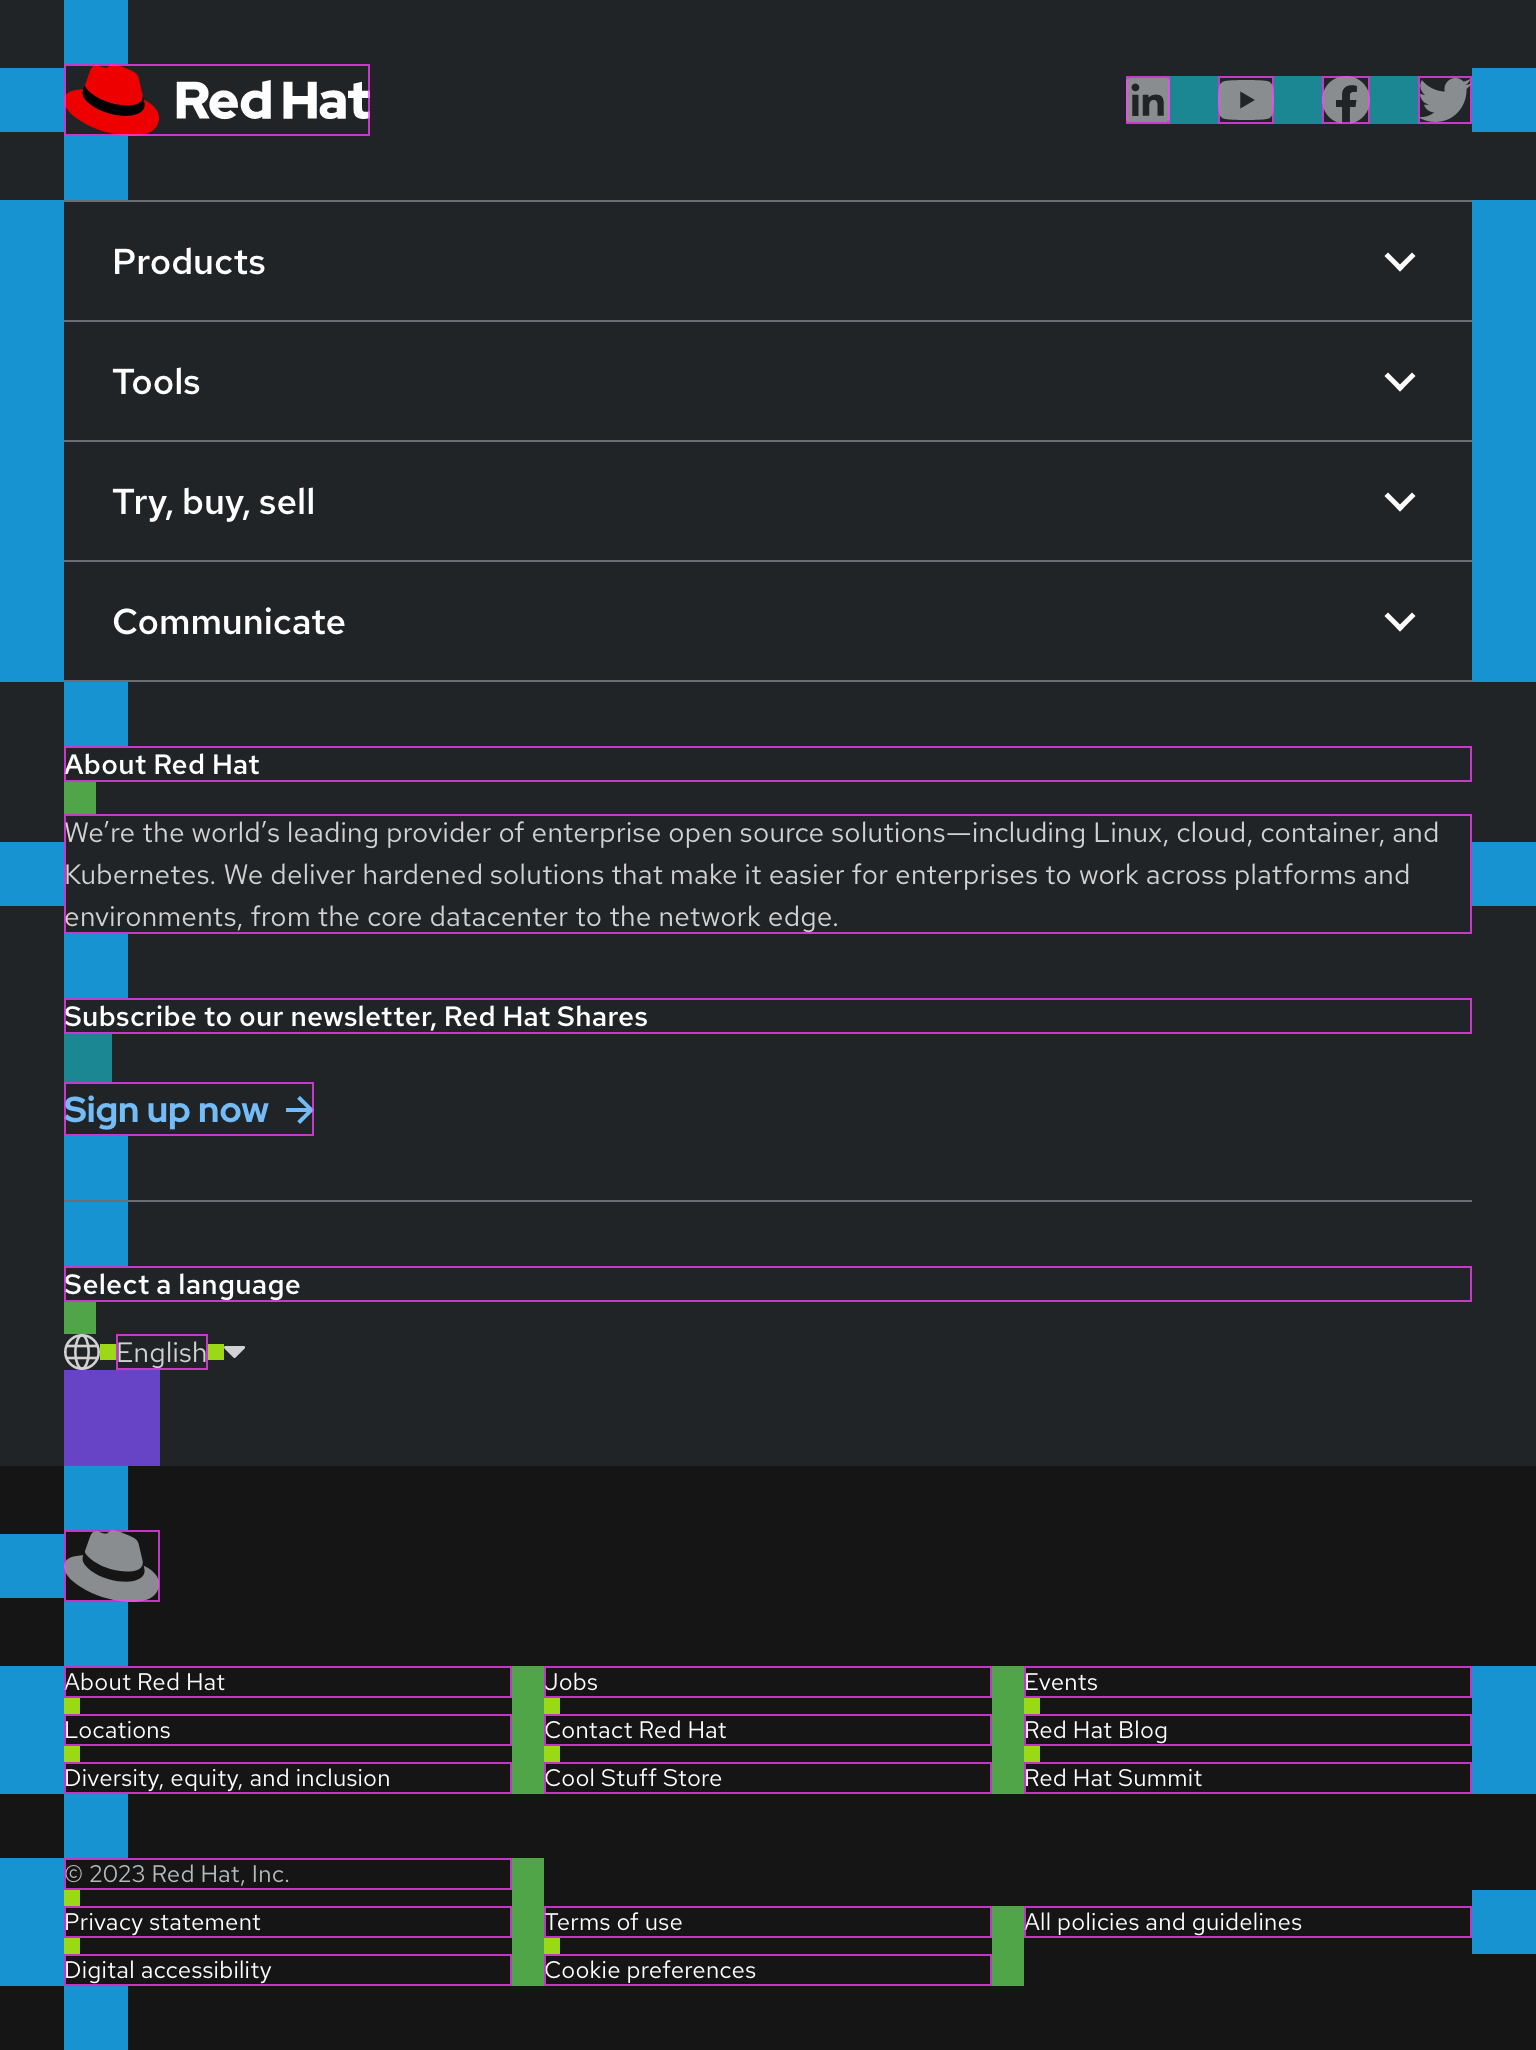 Red Hat
in
Products
Tools
Try, buy, sell
Communicate
About Red Hat
We’re the world’s leading provider of enterprise open source solutions—including Linux, cloud, container, and
Kubernetes. We deliver hardened solutions that make it easier for enterprises to work across platforms and
environments, from the core datacenter to the network edge.
Subscribe to our newsletter, Red Hat Shares
Sign up now
Select a language
English
About Red Hat
Jobs
Events
Locations
Contact Red Hat
Red Hat Blog
Diversity, equity, and inclusion
Cool Stuff Store
Red Hat Summit
© 2023 Red Hat, Inc.
Privacy statement
Terms of use
All policies and guidelines
Digital accessibility
Cookie preferences